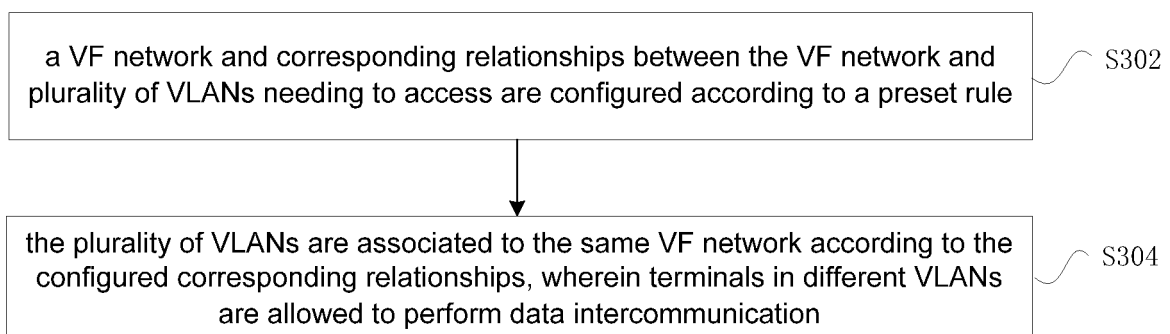 a VF network and corresponding relationships between the VF network and
plurality of VLANs needing to access are configured according to a preset rule
S302
the plurality of VLANs are associated to the same VF network according to the
configured corresponding relationships, wherein terminals in different VLANs
are allowed to perform data intercommunication
S304